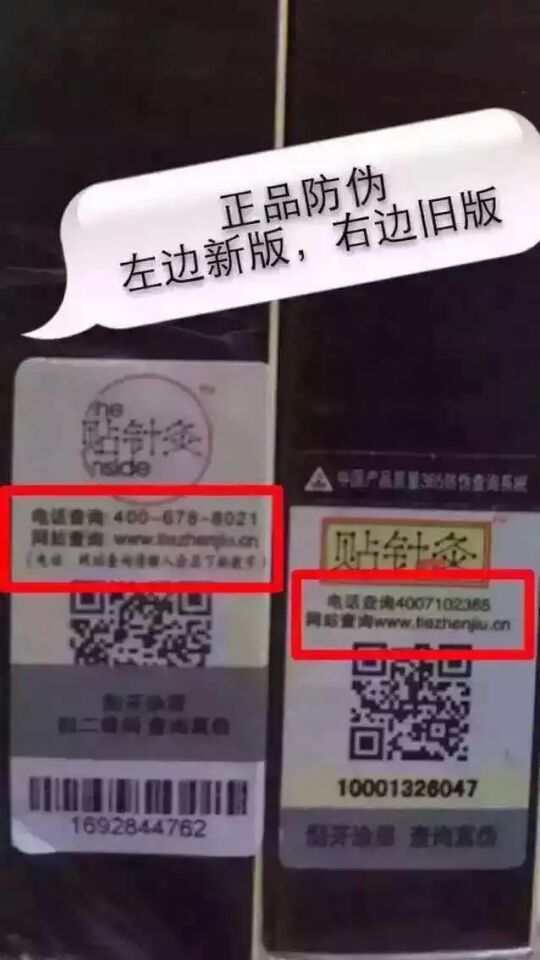 正品防伪
左边新版，右边旧版
the
贴针灸
inside
电话查询:400-678-8021
网站查询:www.tiezhenjiu.cn
刮开涂层
扫二维码 查询真伪
1692844762
中国产品质量365防伪查询系统
贴针灸
电话查询4007102365
网站查询www.tiezhenjiu.cn
10001326047
刮开涂层 查询真伪